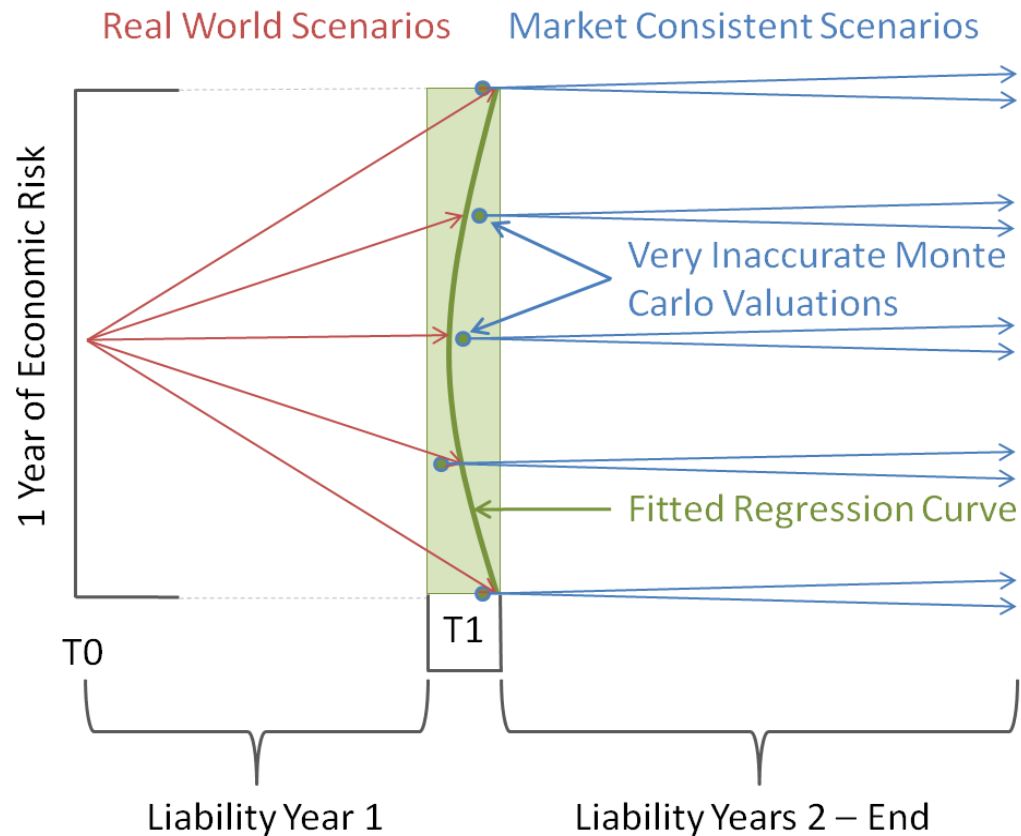 Real World Scenarios
Market Consistent Scenarios
1 Year of Economic Risk
Very Inaccurate Monte
Carlo Valuations
Fitted Regression Curve
T1
T0
Liability Year 1
Liability Years 2 – End